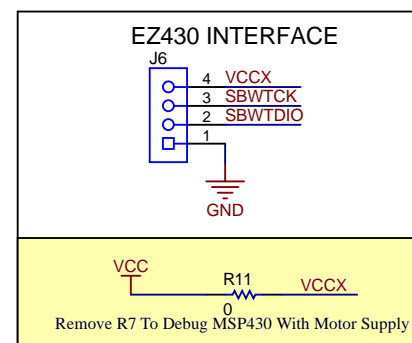 EZ430 INTERFACE
J6
4 VCCX
3 SBWTCK
2 SBWTDIO
1
GND
VCC
R11
VCCX
0
Remove R7 To Debug MSP430 With Motor Supply